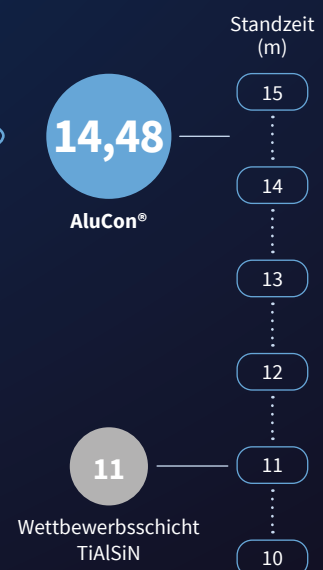 Standzeit
(m)
15
14,48
14
AluCon®
13
12
11
11
Wettbewerbsschicht
TiAlSiN
10